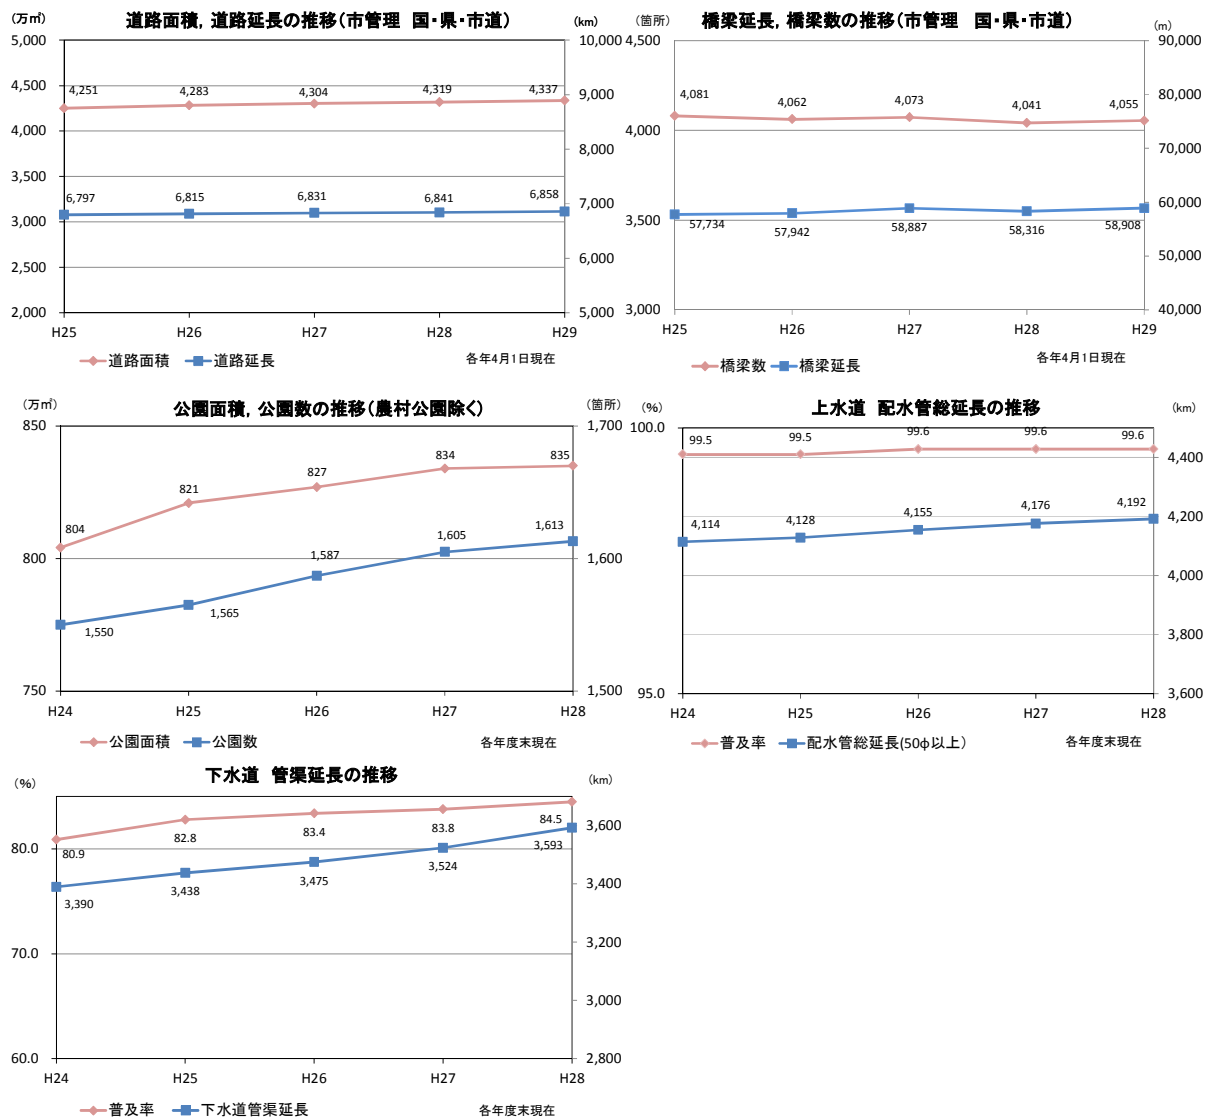 道路面積，道路延長の推移（市管理　国・県・市道）
（万㎡）
(km)
5,000
4,500
4,000
3,500
3,000
2,500
2,000
10,000
9,000
8,000
7,000
6,000
5,000
4,251
4,283
4,304
4,319
4,337
6,797
6,815
6,831
6,841
6,858
H25
H26
H27
H28
H29
道路面積
道路延長
各年4月1日現在
橋梁延長，橋梁数の推移（市管理　国・県・市道）
（箇所）
（m）
4,500
4,000
3,500
3,000
90,000
80,000
70,000
60,000
50,000
40,000
4,081
4,062
4,073
4,041
4,055
57,734
57,942
58,887
58,316
58,908
H25
H26
H27
H28
H29
橋梁数
橋梁延長
各年4月1日現在
公園面積，公園数の推移（農村公園除く）
（万㎡）
（箇所）
850
800
750
1,700
1,600
1,500
804
821
827
834
835
1,550
1,565
1,587
1,605
1,613
H24
H25
H26
H27
H28
公園面積
公園数
各年度末現在
上水道　配水管総延長の推移
（%）
（km）
100.0
95.0
4,400
4,200
4,000
3,800
3,600
99.5
99.5
99.6
99.6
99.6
4,114
4,128
4,155
4,176
4,192
H24
H25
H26
H27
H28
普及率
配水管総延長(50φ以上）
各年度末現在
下水道　管渠延長の推移
（%）
（km）
80.0
70.0
60.0
3,600
3,400
3,200
3,000
2,800
80.9
82.8
83.4
83.8
84.5
3,390
3,438
3,475
3,524
3,593
H24
H25
H26
H27
H28
普及率
下水道管渠延長
各年度末現在